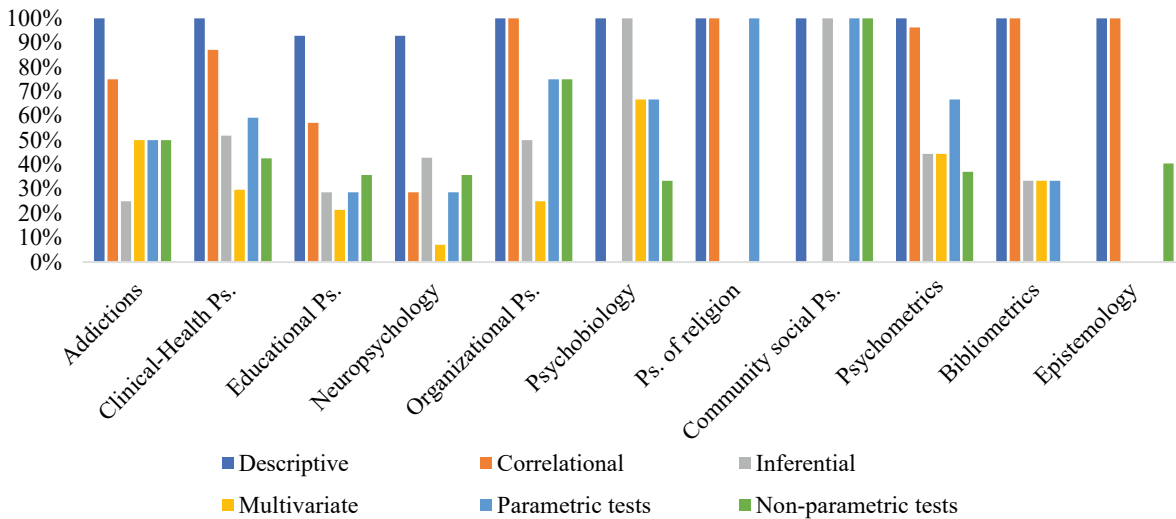 100%
90%
80%
70%
60%
50%
40%
30%
20%
10%
0%
Addictions
Clinical-Health Ps.
Educational Ps.
Neuropsychology
Organizational Ps.
Psychobiology
Ps. of religion
Community social Ps.
Psychometrics
Bibliometrics
Epistemology
Descriptive
Correlational
Inferential
Multivariate
Parametric tests
Non-parametric tests